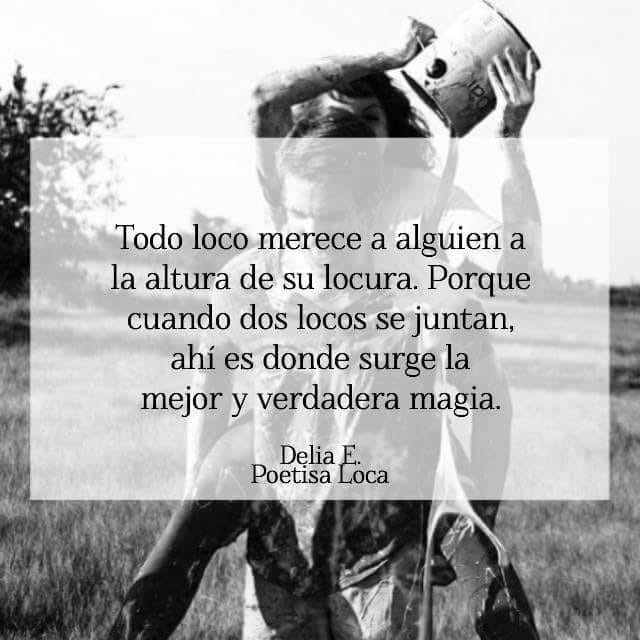 Todo loco merece a alguien a
la altura de su locura. Porque
cuando dos locos se juntan,
ahí es donde surge la
mejor y verdadera magia.
Delia E.
Poetisa Loca